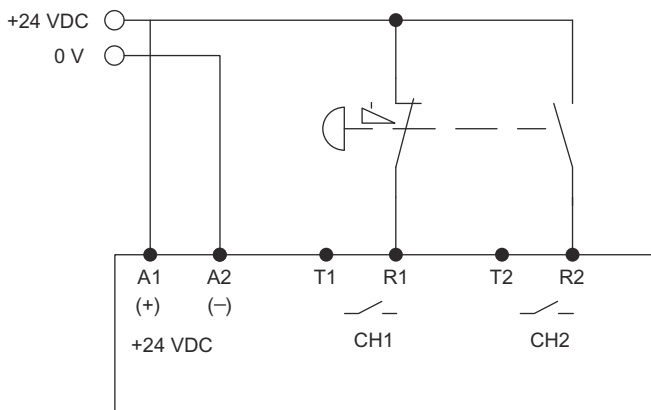 +24 VDC
0 V
A1 A2 T1 R1 T2 R2
(+) (−)
CH1 CH2
+24 VDC